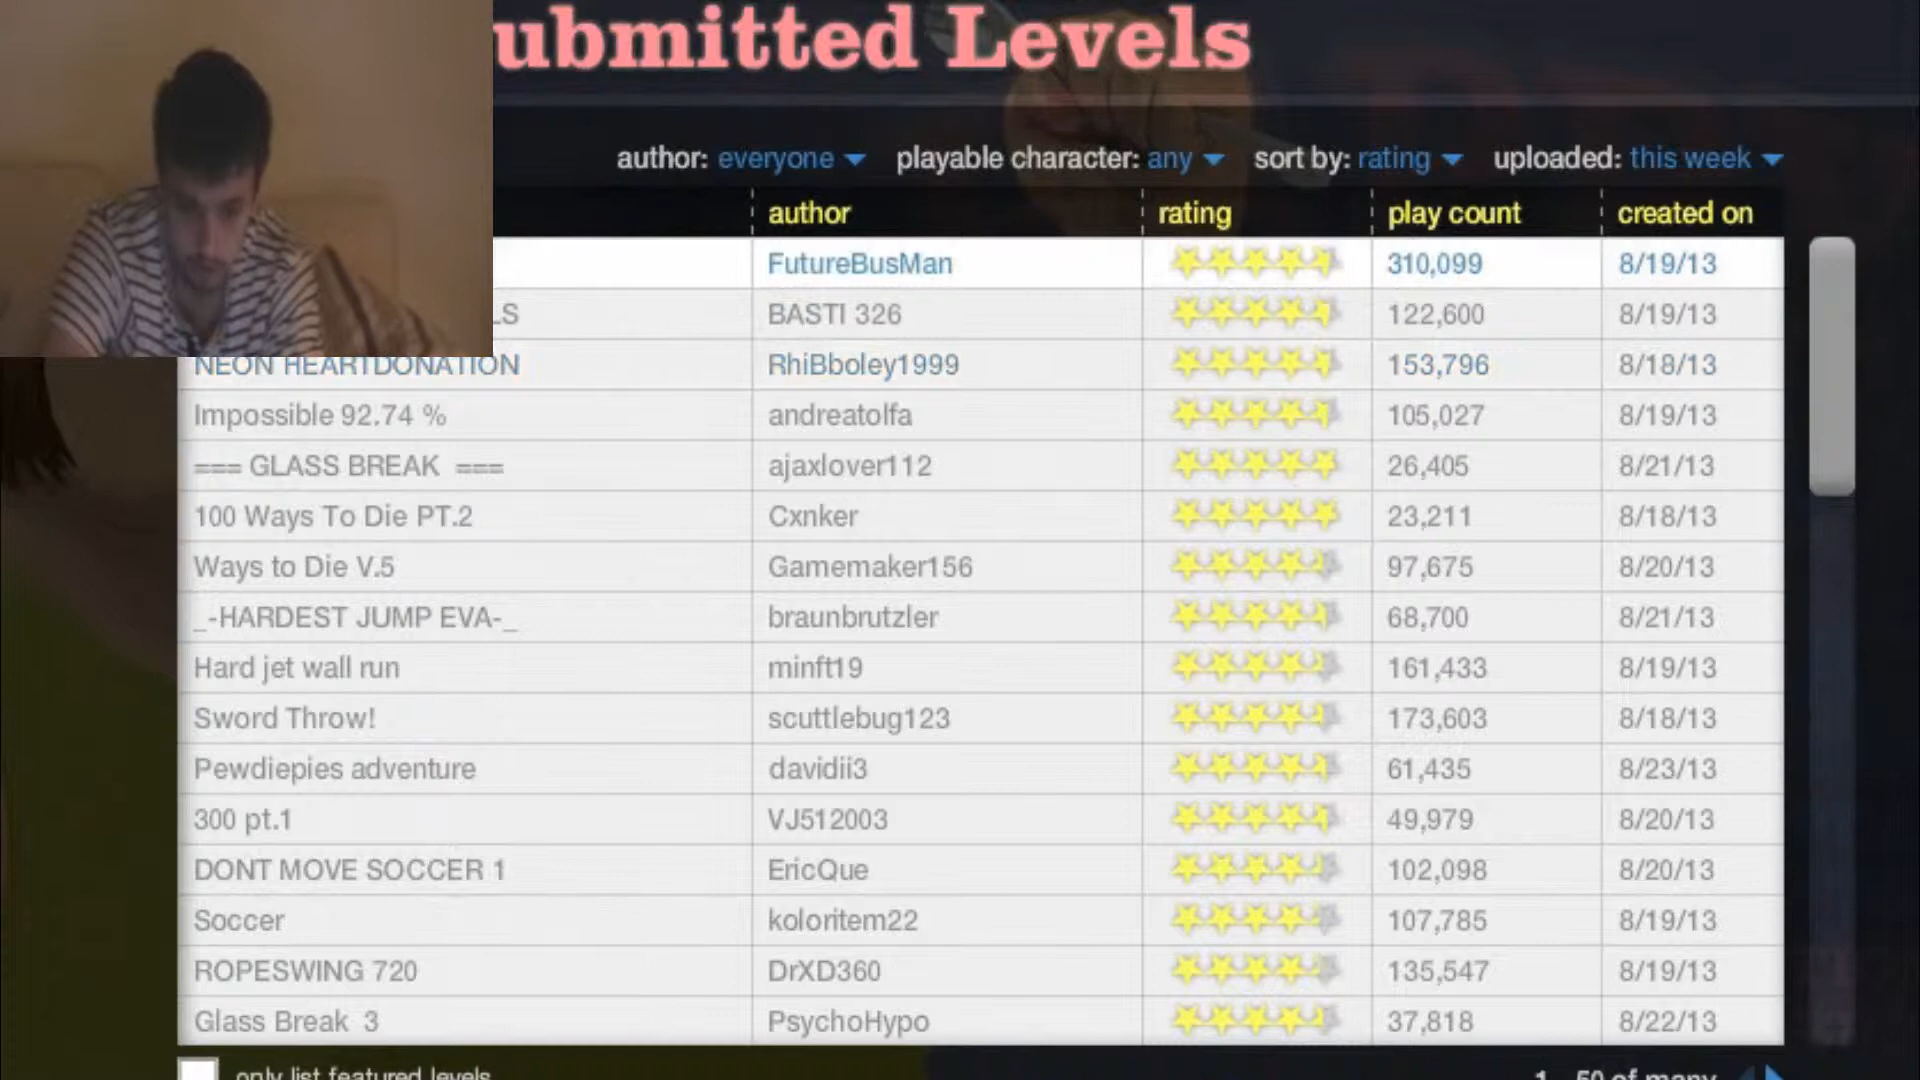 ubmitted Levels
author: everyone playable character: any sort by: rating uploaded: this week
author rating play count created on
FutureBusMan 310,099 8/19/13
LS BASTI 326 122,600 8/19/13
NEON HEARTDONATION RhiBboley1999 153,796 8/18/13
Impossible 92.74 % andreatolfa 105,027 8/19/13
=== GLASS BREAK === ajaxlover112 26,405 8/21/13
100 Ways To Die PT.2 Cxnker 23,211 8/18/13
Ways to Die V.5 Gamemaker156 97,675 8/20/13
_-HARDEST JUMP EVA-_ braunbrutzler 68,700 8/21/13
Hard jet wall run minft19 161,433 8/19/13
Sword Throw! scuttlebug123 173,603 8/18/13
Pewdiepies adventure davidii3 61,435 8/23/13
300 pt.1 VJ512003 49,979 8/20/13
DONT MOVE SOCCER 1 EricQue 102,098 8/20/13
Soccer koloritem22 107,785 8/19/13
ROPESWING 720 DrXD360 135,547 8/19/13
Glass Break 3 PsychoHypo 37,818 8/22/13
only list featured levels 1 - 50 of many